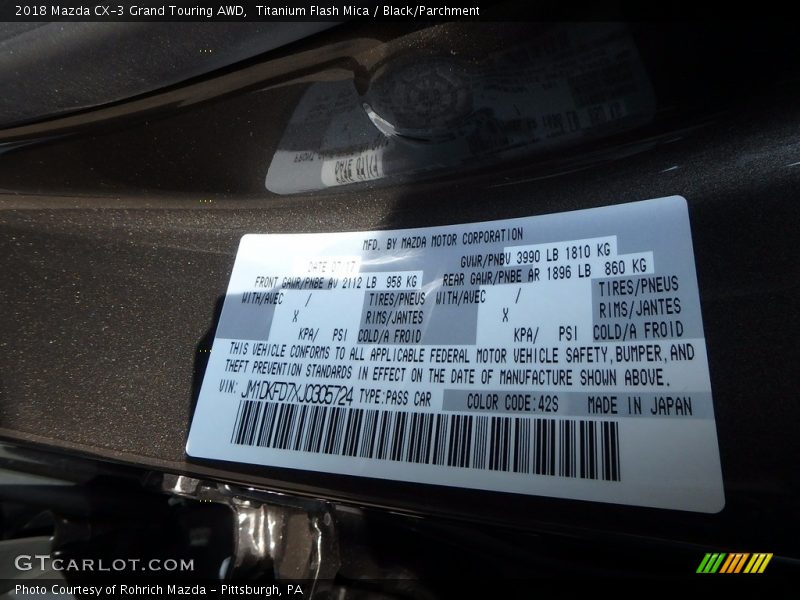 2018 Mazda CX-3 Grand Touring AWD,  Titanium Flash Mica / Black/Parchment
MFD. BY MAZDA MOTOR CORPORATION
DATE 07/17
GVWR/PNBV 3990 LB 1810 KG
FRONT GAWR/PNBE AV 2112 LB 958 KG
REAR GAWR/PNBE AR 1896 LB 860 KG
WITH/AVEC / TIRES/PNEUS WITH/AVEC / TIRES/PNEUS
X RIMS/JANTES X RIMS/JANTES
KPA/ PSI COLD/A FROID KPA/ PSI COLD/A FROID
THIS VEHICLE CONFORMS TO ALL APPLICABLE FEDERAL MOTOR VEHICLE SAFETY, BUMPER, AND
THEFT PREVENTION STANDARDS IN EFFECT ON THE DATE OF MANUFACTURE SHOWN ABOVE.
VIN: JM1DKFD7XJ0305724 TYPE:PASS CAR COLOR CODE:42S MADE IN JAPAN
GTCARLOT.COM
Photo Courtesy of Rohrich Mazda - Pittsburgh, PA